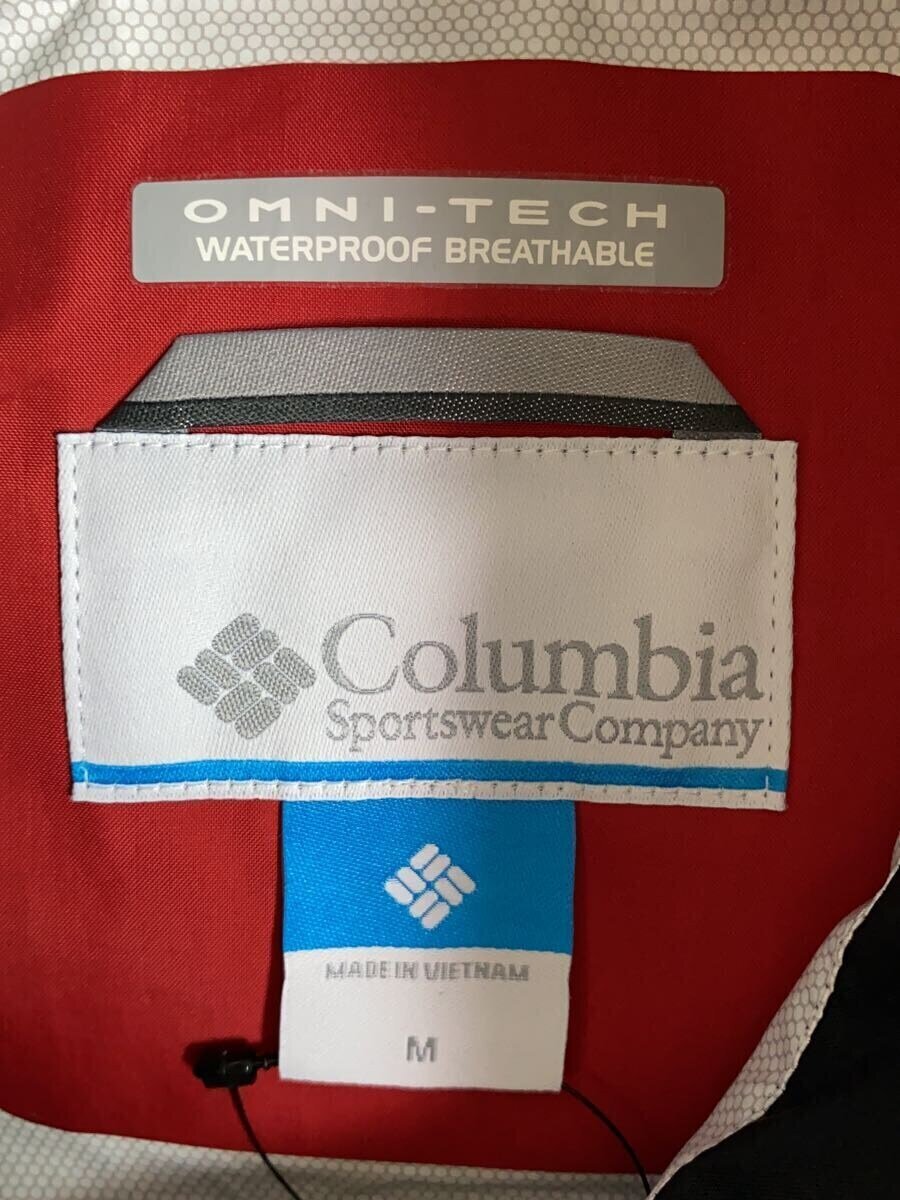 OMNI-TECH
WATERPROOF BREATHABLE
Columbia
Sportswear Company
MADE IN VIETNAM
M